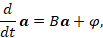 d/dt a = Ba + φ,